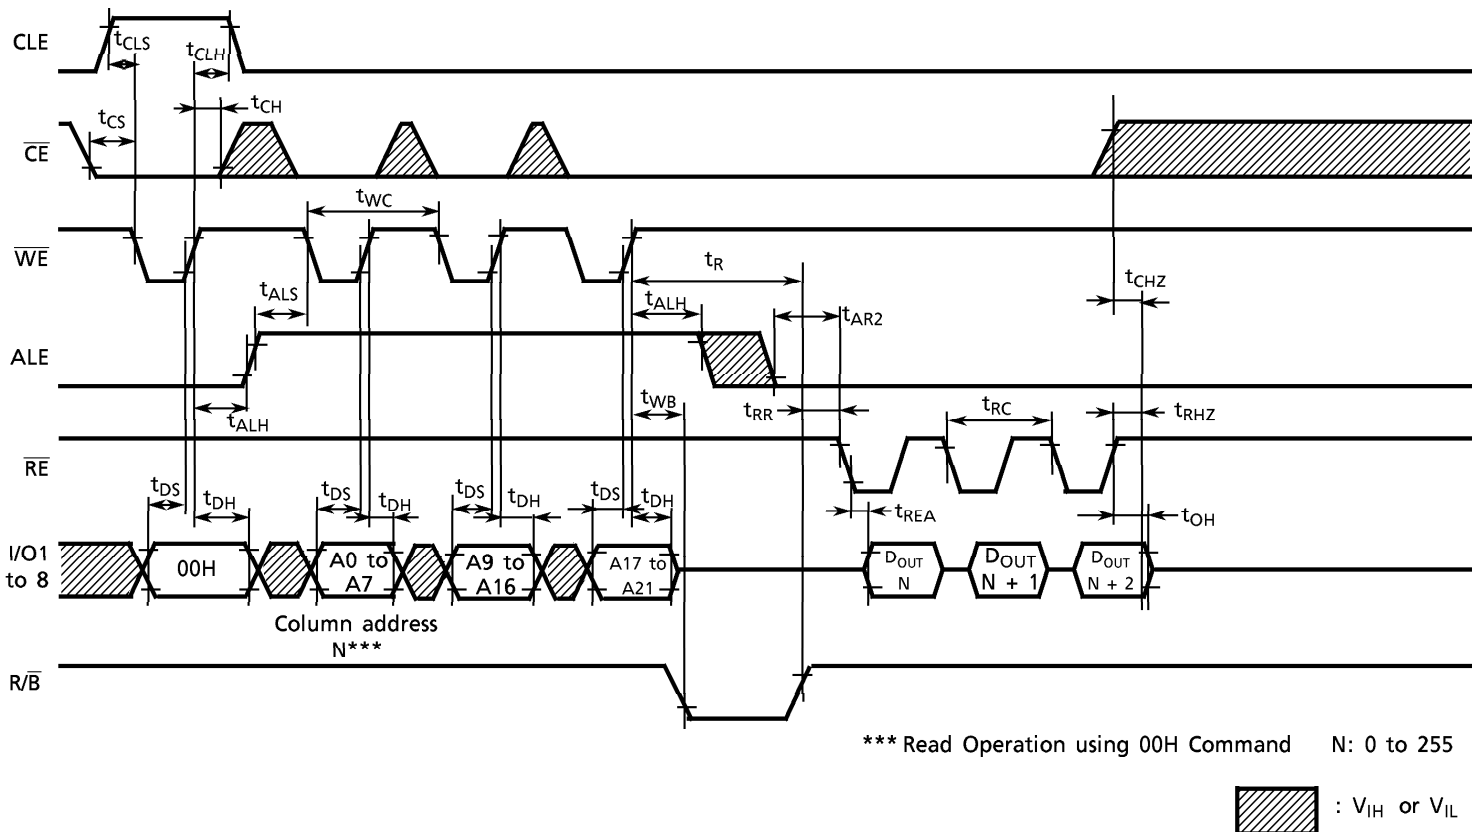 CLE
tCLS
tCLH
tCH
tCS
CE
tWC
WE
tR
tCHZ
tALS
tALH
tAR2
ALE
tWB
tRR
tRC
tRHZ
tALH
RE
tDS
tDH
tDS
tDH
tDS
tDH
tDS
tDH
tREA
tOH
I/O1
to 8
00H
A0 to
A7
A9 to
A16
A17 to
A21
DOUT
N
DOUT
N + 1
DOUT
N + 2
Column address
N***
R/B
*** Read Operation using 00H Command N: 0 to 255
: VIH or VIL